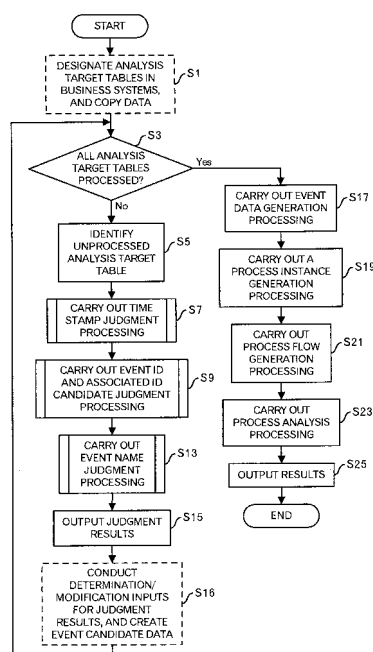 START
DESIGNATE ANALYSIS
TARGET TABLES IN
BUSINESS SYSTEMS,
AND COPY DATA
S1
S3
ALL ANALYSIS
TARGET TABLES
PROCESSED?
Yes
No
IDENTIFY
UNPROCESSED
ANALYSIS TARGET
TABLE
S5
CARRY OUT TIME
STAMP JUDGMENT
PROCESSING
S7
CARRY OUT EVENT ID
AND ASSOCIATED ID
CANDIDATE JUDGMENT
PROCESSING
S9
CARRY OUT
EVENT NAME
JUDGMENT
PROCESSING
S13
OUTPUT JUDGMENT
RESULTS
S15
CONDUCT
DETERMINATION/
MODIFICATION INPUTS
FOR JUDGMENT
RESULTS, AND CREATE
EVENT CANDIDATE DATA
S16
CARRY OUT EVENT
DATA GENERATION
PROCESSING
S17
CARRY OUT A
PROCESS INSTANCE
GENERATION
PROCESSING
S19
CARRY OUT
PROCESS FLOW
GENERATION
PROCESSING
S21
CARRY OUT
PROCESS ANALYSIS
PROCESSING
S23
OUTPUT RESULTS
S25
END